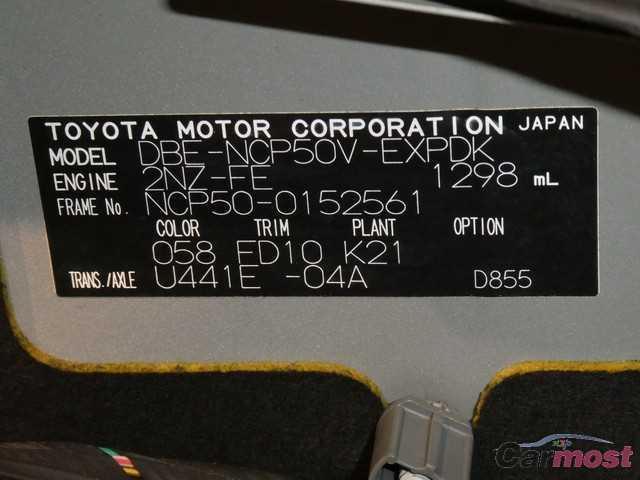 TOYOTA MOTOR CORPORATION JAPAN
MODEL DBE-NCP50V-EXPDK
ENGINE 2NZ-FE 1298 mL
FRAME No. NCP50-0152561
COLOR TRIM PLANT OPTION
058 FD10 K21
TRANS./AXLE U441E -04A D855
Carmost